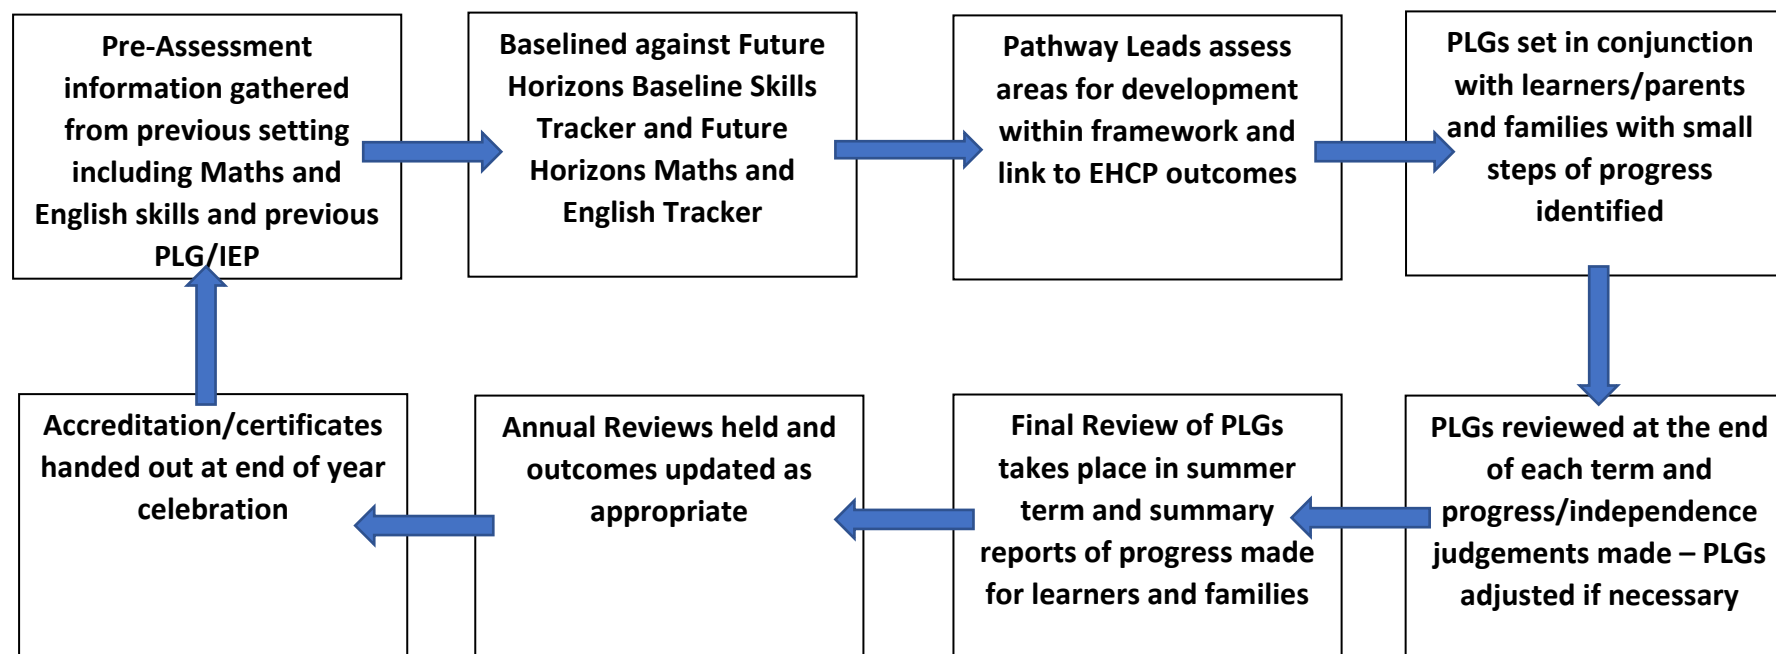 Pre-Assessment
information gathered
from previous setting
including Maths and
English skills and previous
PLG/IEP
Baselined against Future
Horizons Baseline Skills
Tracker and Future
Horizons Maths and
English Tracker
Pathway Leads assess
areas for development
within framework and
link to EHCP outcomes
PLGs set in conjunction
with learners/parents
and families with small
steps of progress
identified
PLGs reviewed at the end
of each term and
progress/independence
judgements made – PLGs
adjusted if necessary
Final Review of PLGs
takes place in summer
term and summary
reports of progress made
for learners and families
Annual Reviews held and
outcomes updated as
appropriate
Accreditation/certificates
handed out at end of year
celebration